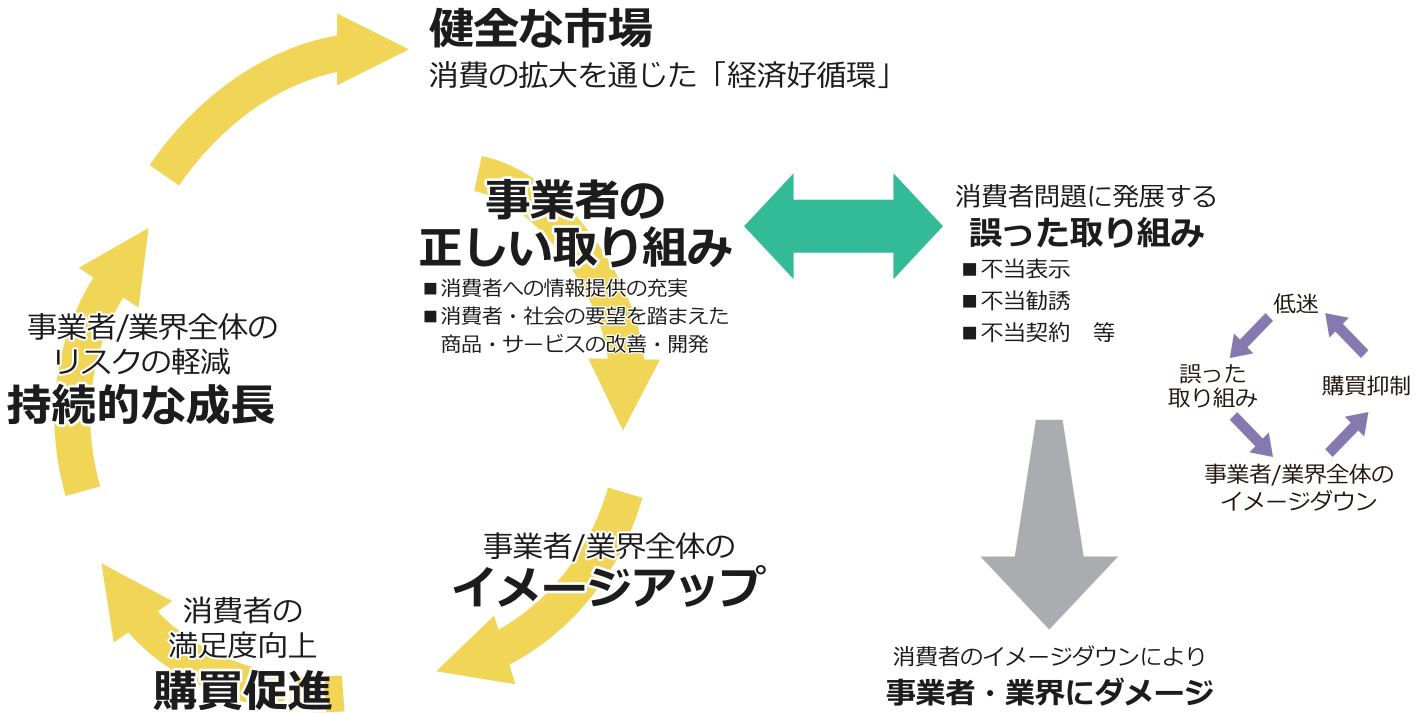 健全な市場
消費の拡大を通じた「経済好循環」
事業者の
正しい取り組み
■消費者への情報提供の充実
■消費者・社会の要望を踏まえた
商品・サービスの改善・開発
消費者問題に発展する
誤った取り組み
■不当表示
■不当勧誘
■不当契約　等
低迷
誤った
取り組み
購買抑制
事業者/業界全体の
イメージダウン
事業者/業界全体の
リスクの軽減
持続的な成長
事業者/業界全体の
イメージアップ
消費者の
満足度向上
購買促進
消費者のイメージダウンにより
事業者・業界にダメージ